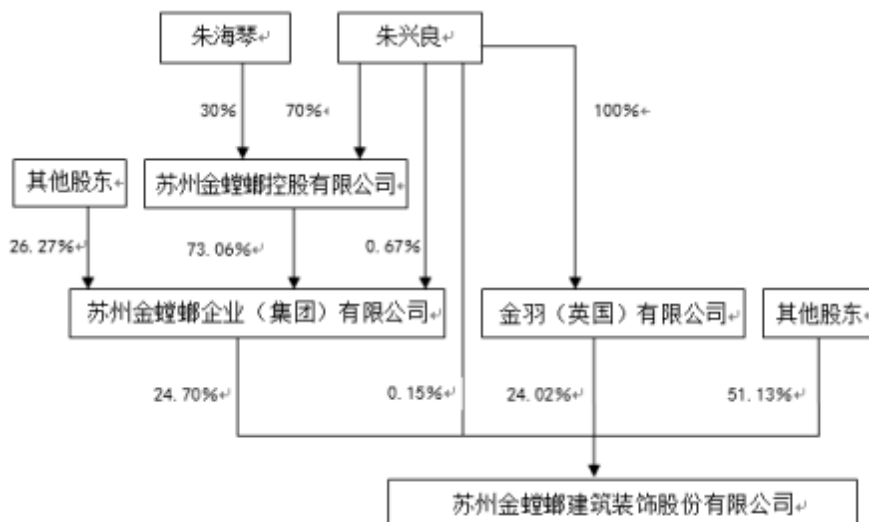 朱海琴
朱兴良
30%
70%
100%
其他股东
苏州金螳螂控股有限公司
26.27%
73.06%
0.67%
苏州金螳螂企业（集团）有限公司
金羽（英国）有限公司
其他股东
24.70%
0.15%
24.02%
51.13%
苏州金螳螂建筑装饰股份有限公司